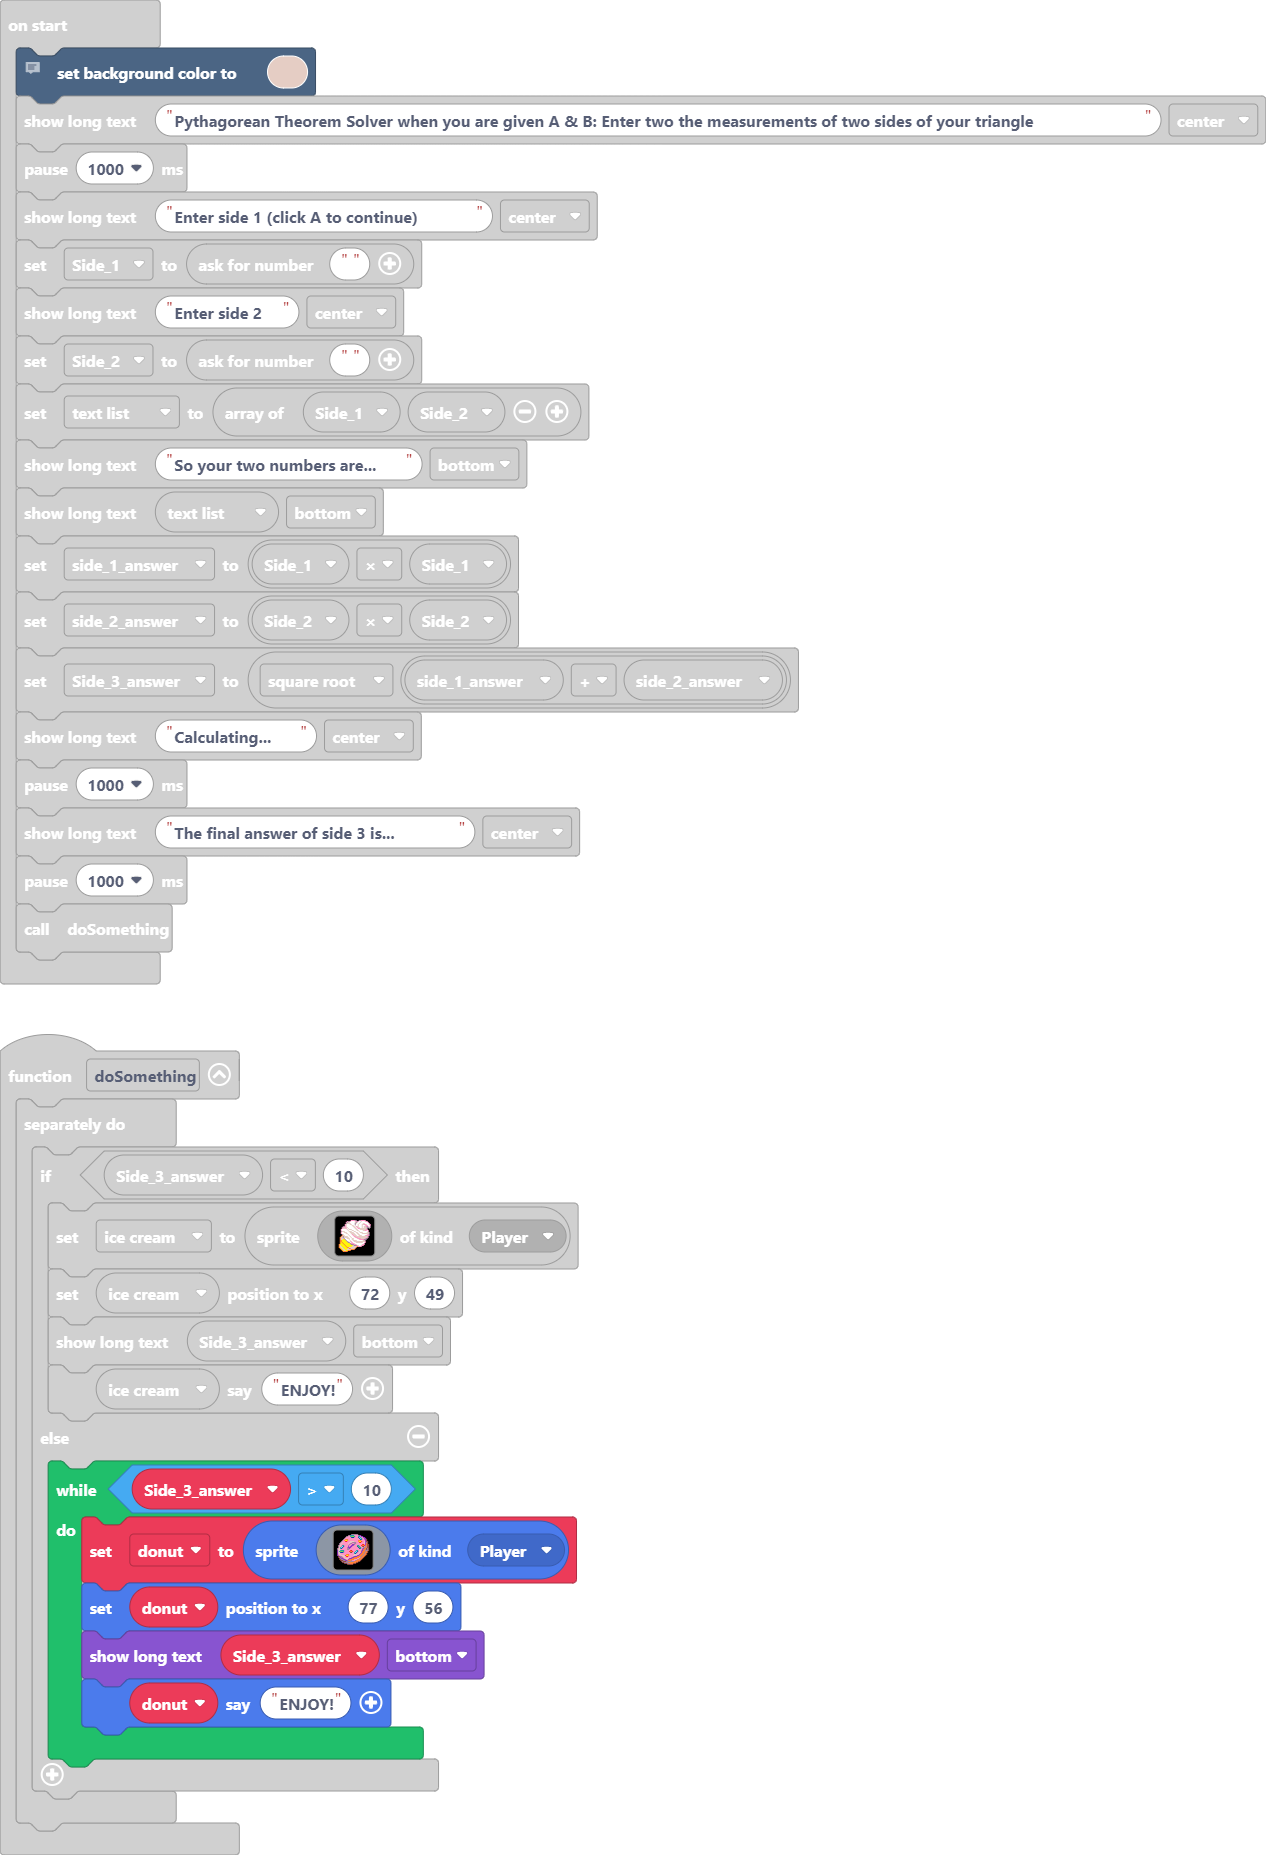 on start
set background color to
show long text "Pythagorean Theorem Solver when you are given A & B: Enter two the measurements of two sides of your triangle" center
pause 1000 ms
show long text "Enter side 1 (click A to continue)" center
set Side_1 to ask for number " "
show long text "Enter side 2" center
set Side_2 to ask for number " "
set text list to array of Side_1 Side_2
show long text "So your two numbers are..." bottom
show long text text list bottom
set side_1_answer to Side_1 × Side_1
set side_2_answer to Side_2 × Side_2
set Side_3_answer to square root side_1_answer + side_2_answer
show long text "Calculating..." center
pause 1000 ms
show long text "The final answer of side 3 is..." center
pause 1000 ms
call doSomething
function doSomething
separately do
if Side_3_answer < 10 then
set ice cream to sprite of kind Player
set ice cream position to x 72 y 49
show long text Side_3_answer bottom
ice cream say "ENJOY!"
else
while Side_3_answer > 10
do
set donut to sprite of kind Player
set donut position to x 77 y 56
show long text Side_3_answer bottom
donut say "ENJOY!"